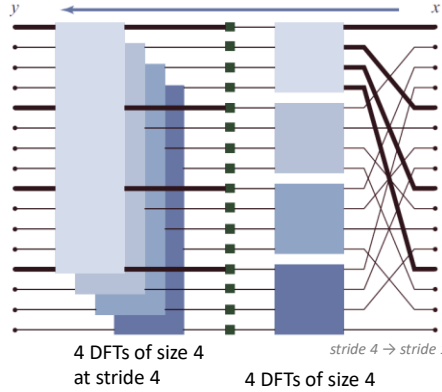 y x
4 DFTs of size 4
at stride 4
4 DFTs of size 4
stride 4 → stride